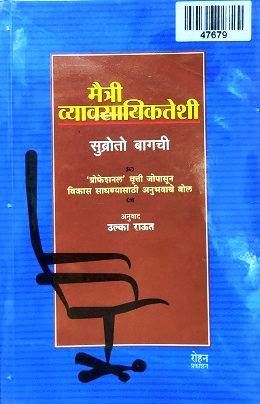 47679
मैत्री
व्यावसायिकतेशी
सुब्रोतो बागची
'प्रोफेशनल' वृत्ती जोपासून
विकास साधण्यासाठी अनुभवाचे बोल
अनुवाद
उल्का राऊत
रोहन
प्रकाशन